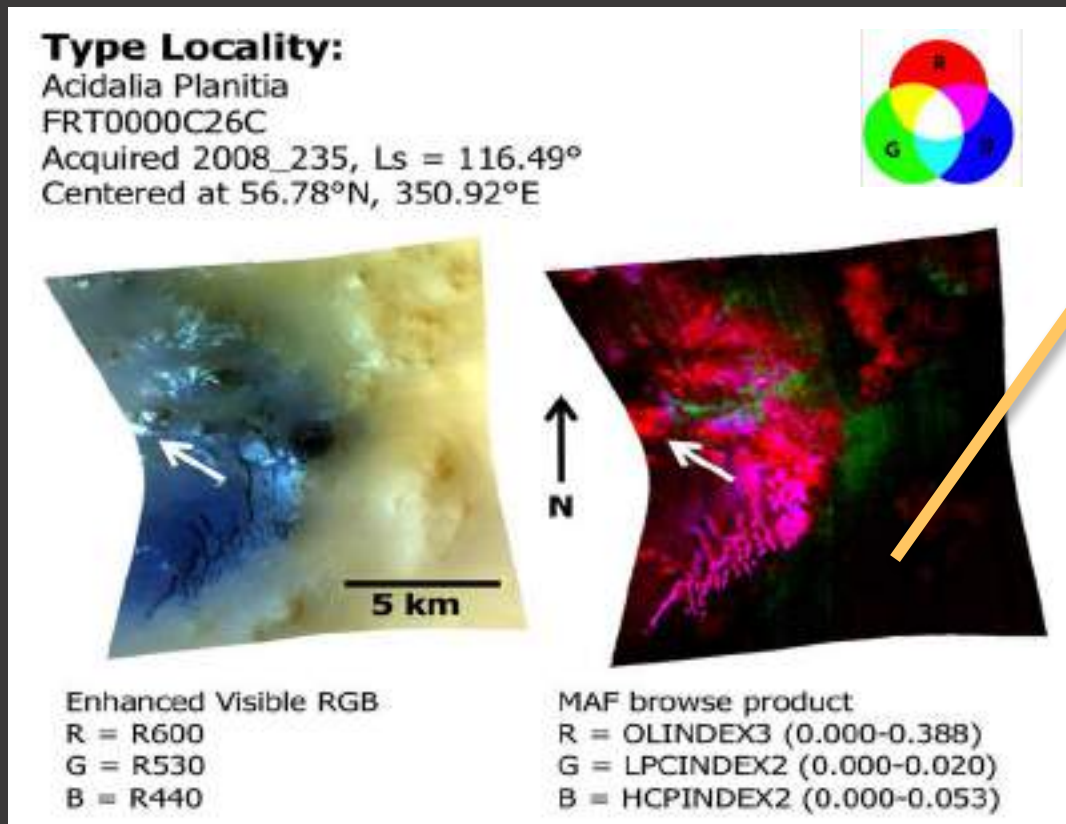 Type Locality:
Acidalia Planitia
FRT0000C26C
Acquired 2008_235, Ls = 116.49°
Centered at 56.78°N, 350.92°E
R
G
B
N
5 km
Enhanced Visible RGB
R = R600
G = R530
B = R440
MAF browse product
R = OLINDEX3 (0.000-0.388)
G = LPCINDEX2 (0.000-0.020)
B = HCPINDEX2 (0.000-0.053)